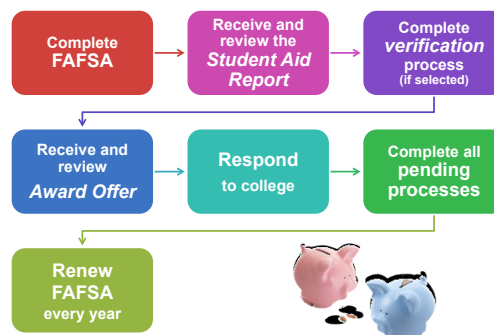 Complete
FAFSA
Receive and
review the
Student Aid
Report
Complete
verification
process
(if selected)
Receive and
review
Award Offer
Respond
to college
Complete all
pending
processes
Renew
FAFSA
every year